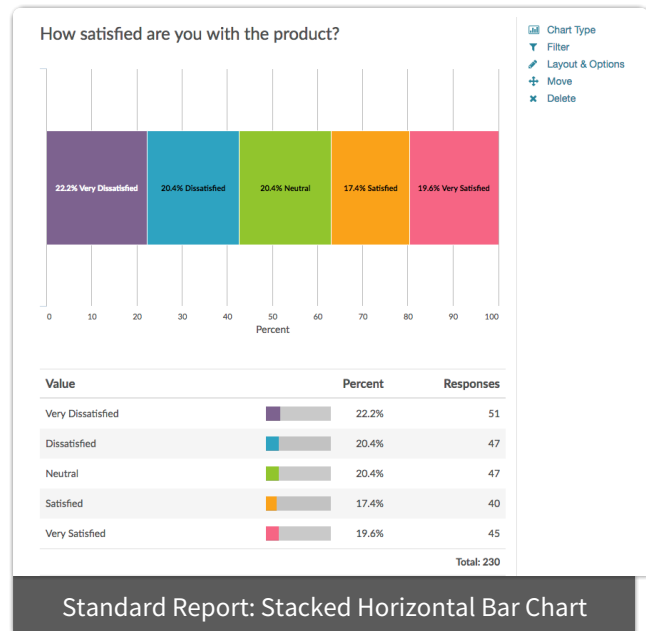 How satisfied are you with the product?
Chart Type
Filter
Layout & Options
Move
Delete
22.2% Very Dissatisfied 20.4% Dissatisfied 20.4% Neutral 17.4% Satisfied 19.6% Very Satisfied
0 10 20 30 40 50 60 70 80 90 100
Percent
Value Percent Responses
Very Dissatisfied 22.2% 51
Dissatisfied 20.4% 47
Neutral 20.4% 47
Satisfied 17.4% 40
Very Satisfied 19.6% 45
Total: 230
Standard Report: Stacked Horizontal Bar Chart